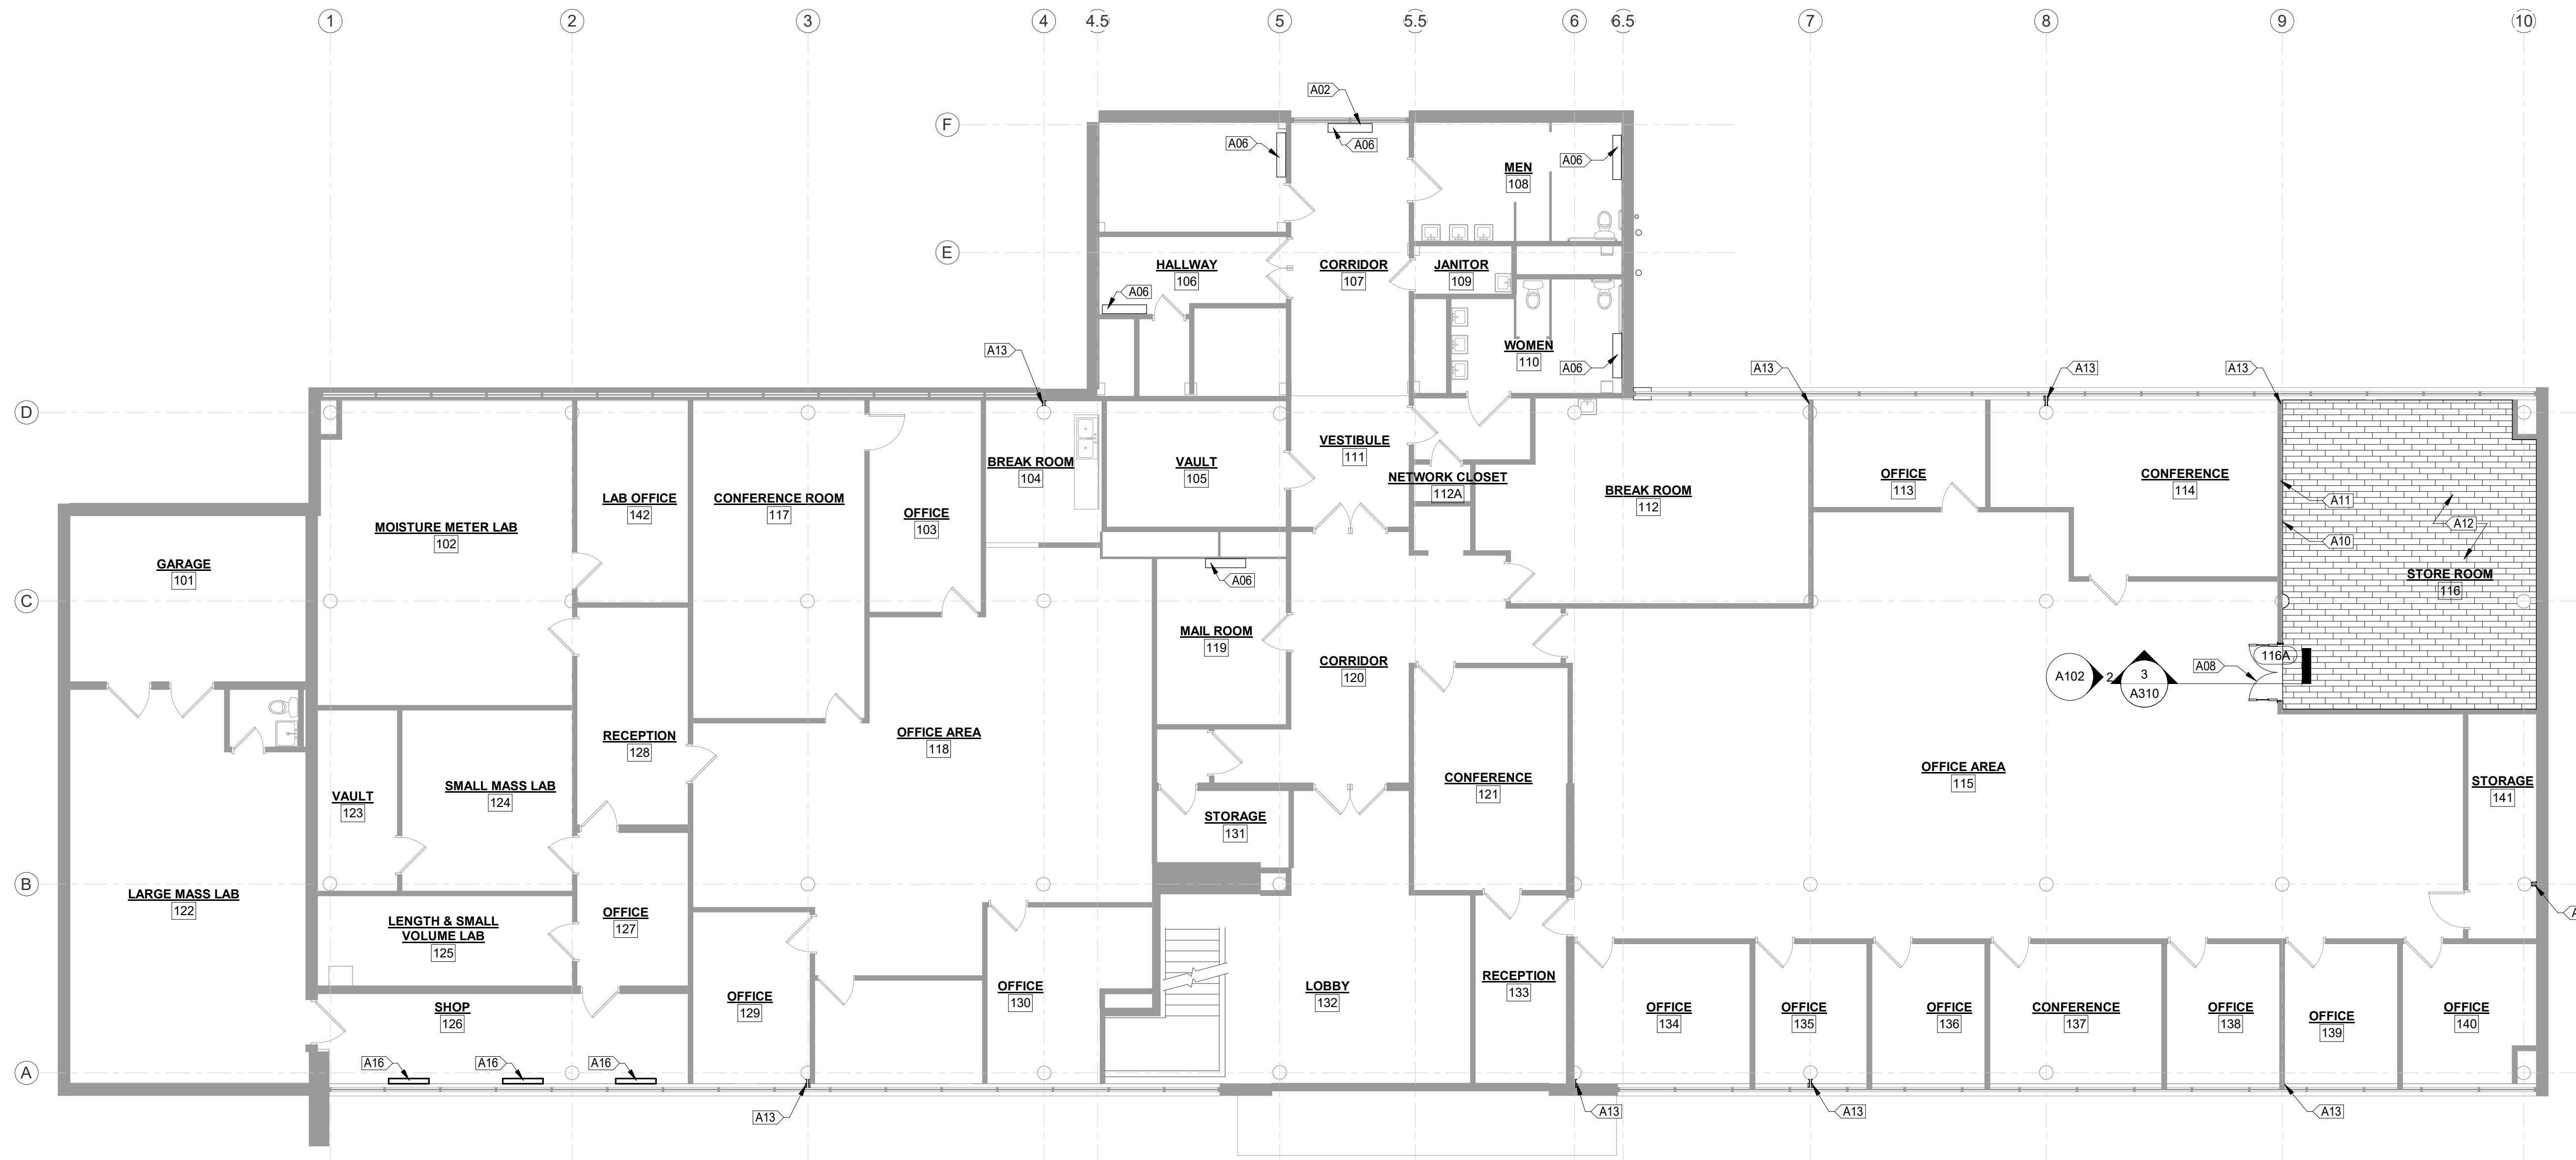 1
2
3
4
4.5
5
5.5
6
6.5
7
8
9
10
F
E
D
C
B
A
A02
A06
A06
A06
MEN
108
HALLWAY
106
CORRIDOR
107
JANITOR
109
A06
WOMEN
110
A06
A13
A13
A13
A13
VESTIBULE
111
BREAK ROOM
104
VAULT
105
NETWORK CLOSET
112A
BREAK ROOM
112
OFFICE
113
CONFERENCE
114
A11
A12
A10
STORE ROOM
116
116A
A08
A102
2
3
A310
LAB OFFICE
142
CONFERENCE ROOM
117
OFFICE
103
MOISTURE METER LAB
102
GARAGE
101
A06
MAIL ROOM
119
CORRIDOR
120
RECEPTION
128
OFFICE AREA
118
CONFERENCE
121
OFFICE AREA
115
STORAGE
141
VAULT
123
SMALL MASS LAB
124
STORAGE
131
LARGE MASS LAB
122
LENGTH & SMALL
VOLUME LAB
125
OFFICE
127
A
SHOP
126
OFFICE
129
OFFICE
130
LOBBY
132
RECEPTION
133
OFFICE
134
OFFICE
135
OFFICE
136
CONFERENCE
137
OFFICE
138
OFFICE
139
OFFICE
140
A16
A16
A16
A13
A13
A13
A13